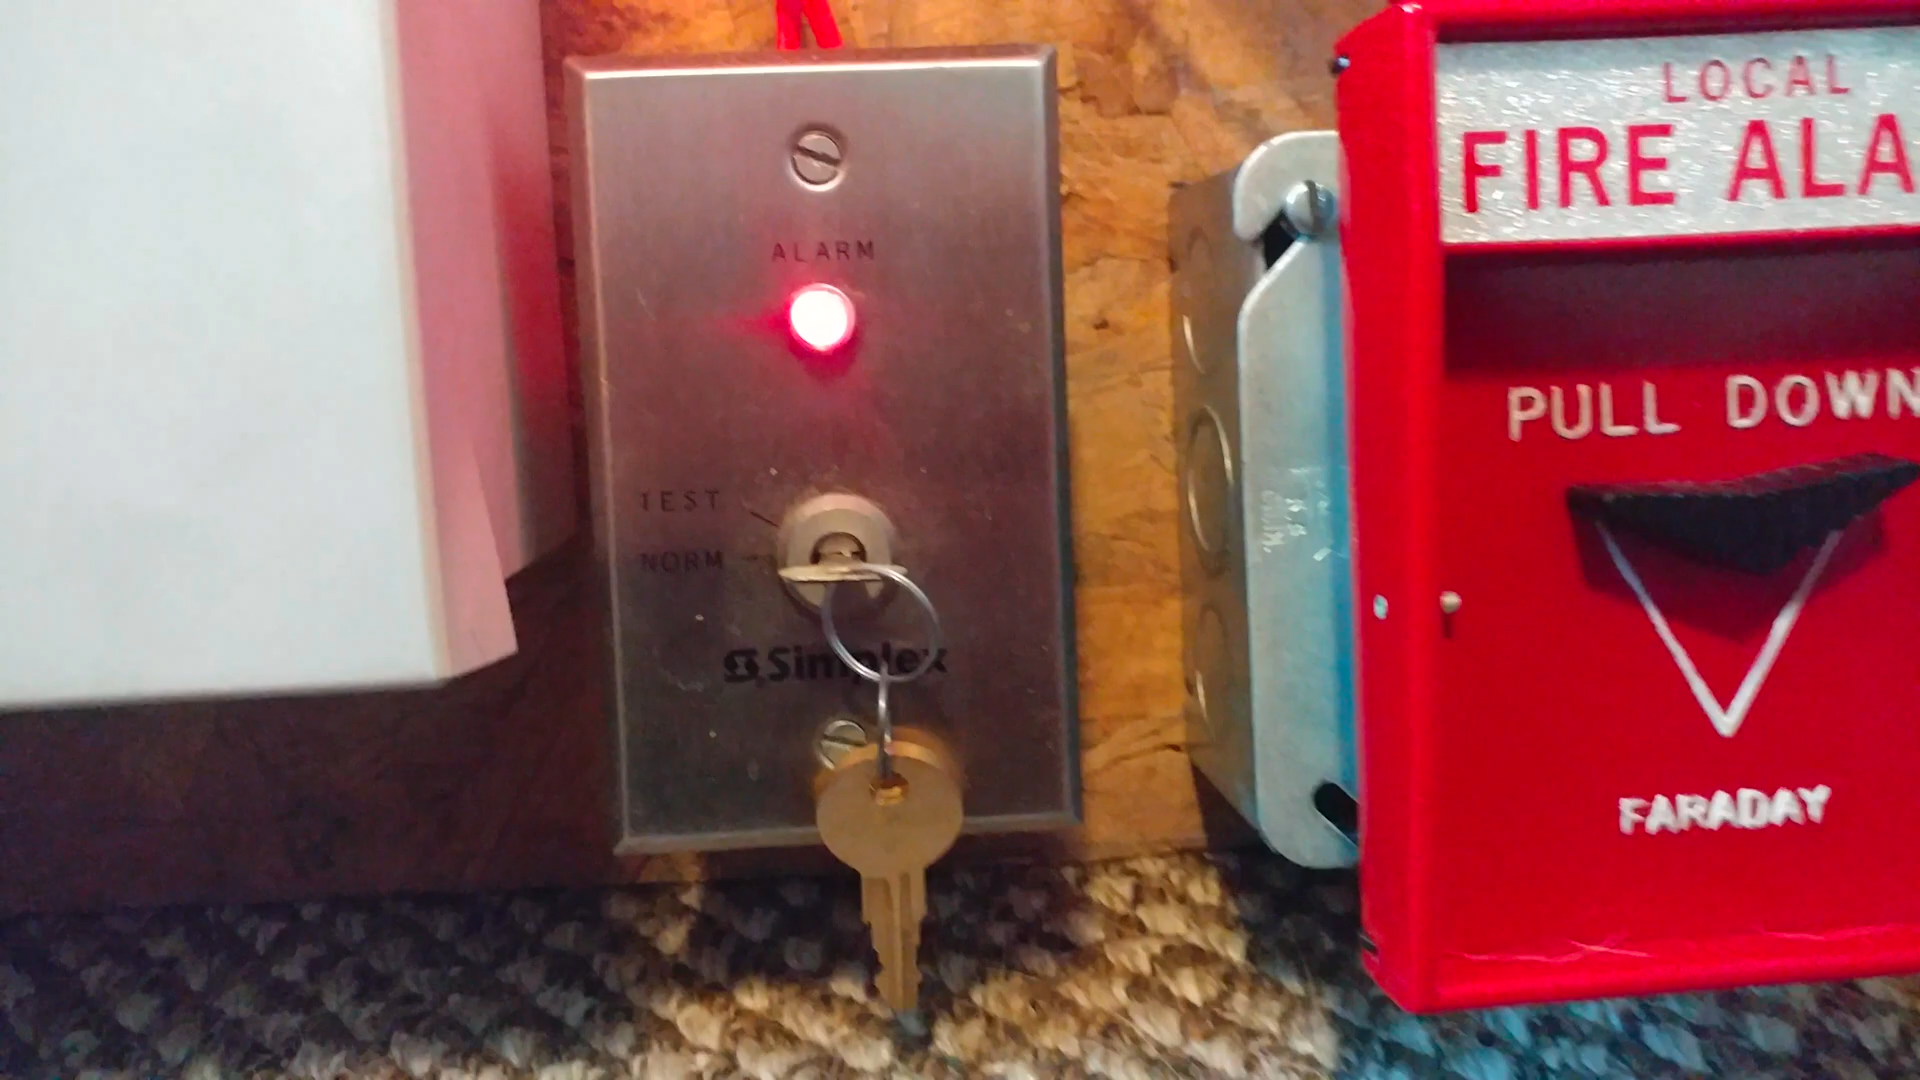 ALARM
TEST
NORM
Simplex
LOCAL
FIRE ALA
PULL DOWN
FARADAY